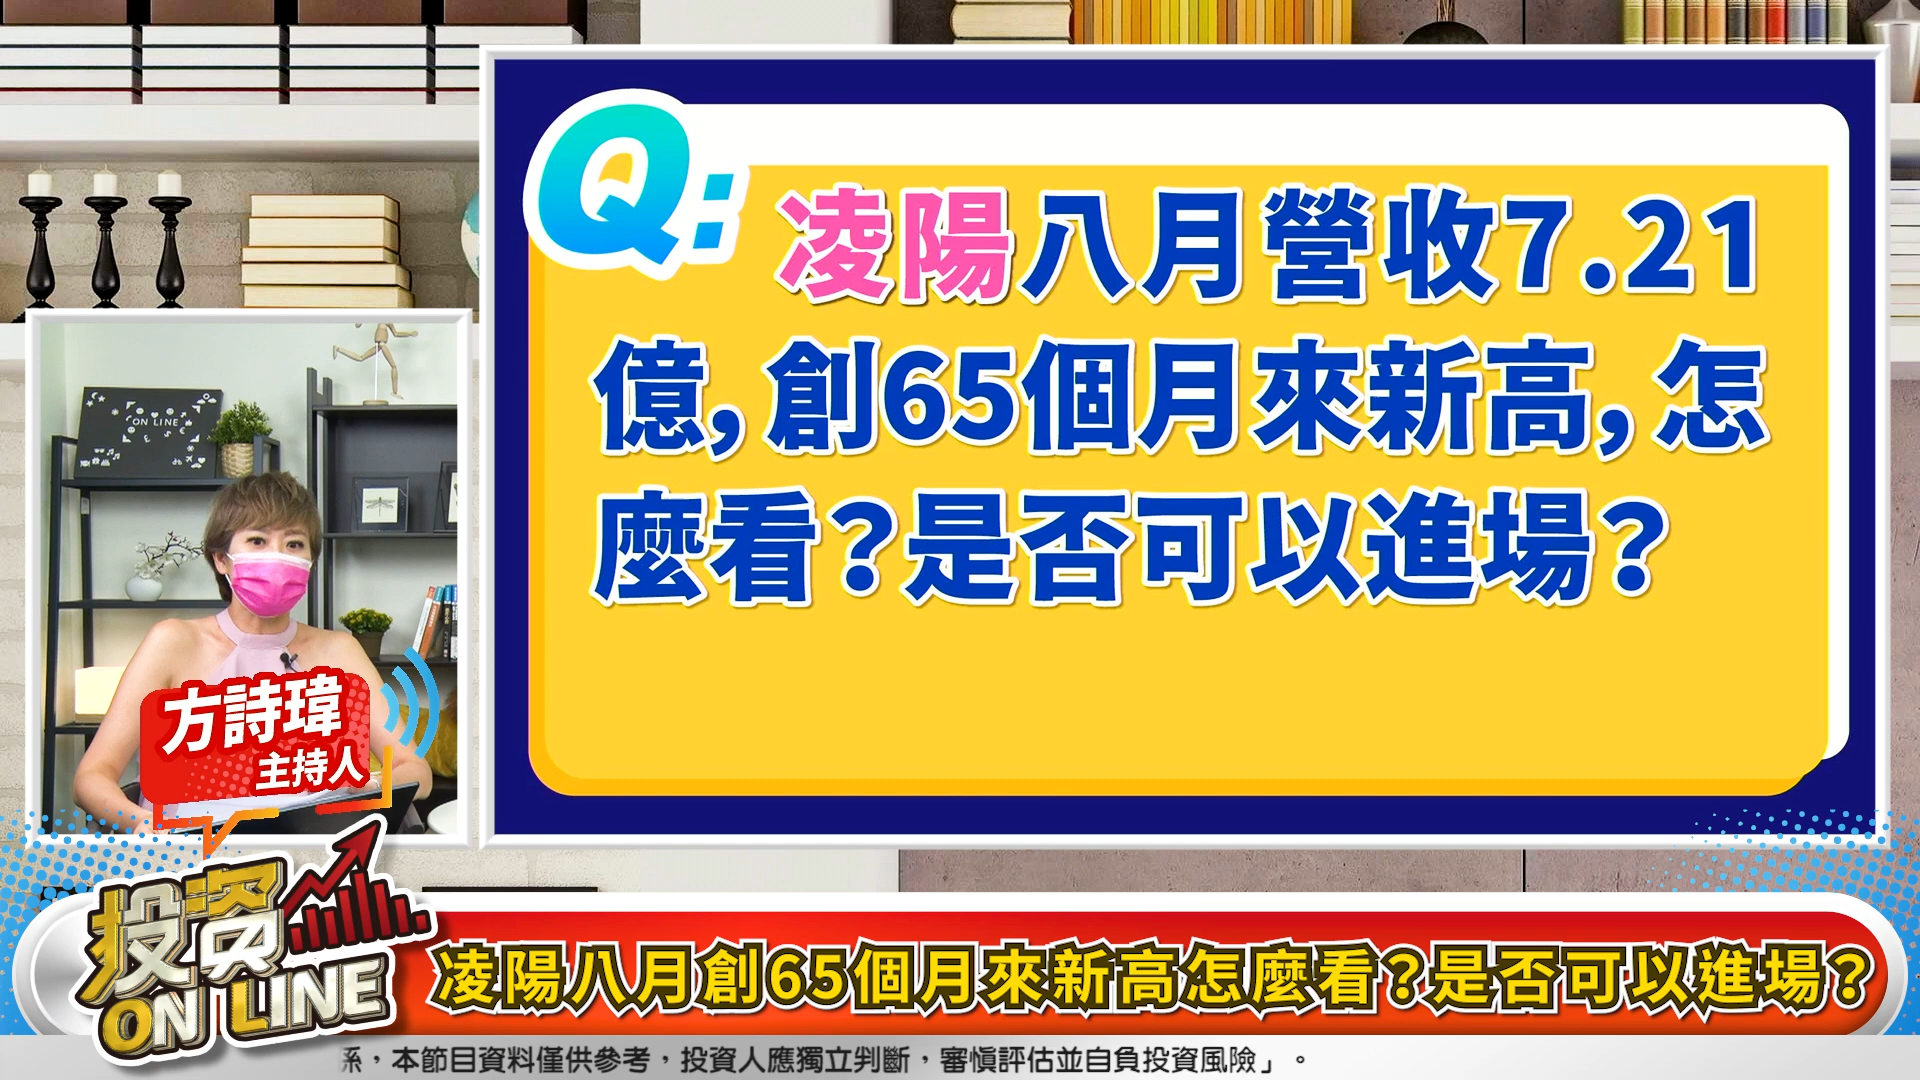 Q:
凌陽八月營收7.21
億,創65個月來新高,怎
麼看?是否可以進場?
ON LINE
方詩瑋
主持人
投資
ON LINE
凌陽八月創65個月來新高怎麼看?是否可以進場?
係,本節目資料僅供參考,投資人應獨立判斷,審慎評估並自負投資風險」。